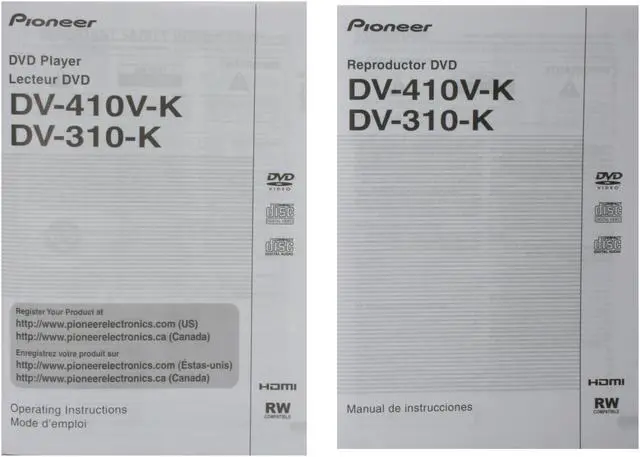 Pioneer
DVD Player
Lecteur DVD
DV-410V-K
DV-310-K
DVD
VIDEO
COMPACT
disc
DIGITAL VIDEO
COMPACT
disc
DIGITAL AUDIO
Register Your Product at
http://www.pioneerelectronics.com (US)
http://www.pioneerelectronics.ca (Canada)
Enregistrez votre produit sur
http://www.pioneerelectronics.com (Éstas-unis)
http://www.pioneerelectronics.ca (Canada)
HDMI
Operating Instructions
Mode d'emploi
RW
COMPATIBLE
Pioneer
Reproductor DVD
DV-410V-K
DV-310-K
DVD
VIDEO
COMPACT
disc
DIGITAL VIDEO
COMPACT
disc
DIGITAL AUDIO
HDMI
Manual de instrucciones
RW
COMPATIBLE